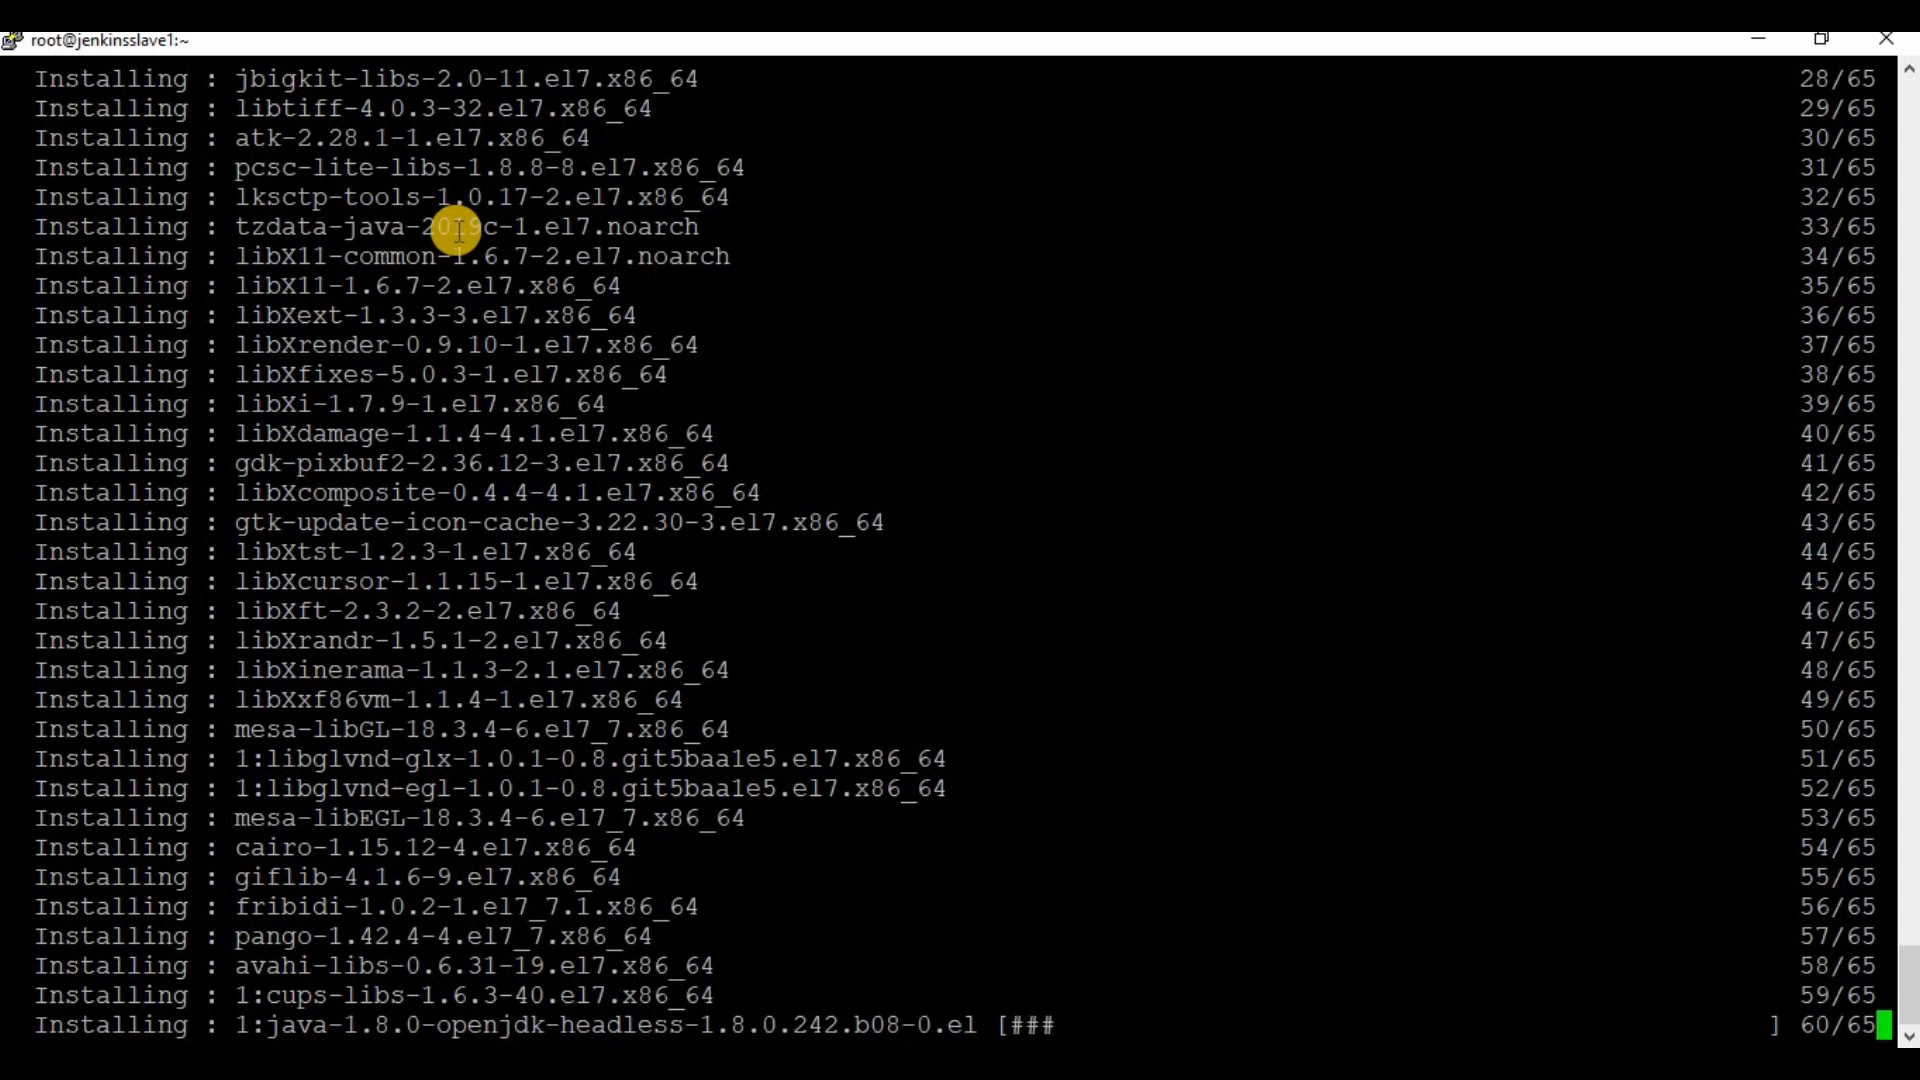 root@jenkinsslave1:~
Installing : jbigkit-libs-2.0-11.el7.x86_64 28/65
Installing : libtiff-4.0.3-32.el7.x86_64 29/65
Installing : atk-2.28.1-1.el7.x86_64 30/65
Installing : pcsc-lite-libs-1.8.8-8.el7.x86_64 31/65
Installing : lksctp-tools-1.0.17-2.el7.x86_64 32/65
Installing : tzdata-java-2019c-1.el7.noarch 33/65
Installing : libX11-common-1.6.7-2.el7.noarch 34/65
Installing : libX11-1.6.7-2.el7.x86_64 35/65
Installing : libXext-1.3.3-3.el7.x86_64 36/65
Installing : libXrender-0.9.10-1.el7.x86_64 37/65
Installing : libXfixes-5.0.3-1.el7.x86_64 38/65
Installing : libXi-1.7.9-1.el7.x86_64 39/65
Installing : libXdamage-1.1.4-4.1.el7.x86_64 40/65
Installing : gdk-pixbuf2-2.36.12-3.el7.x86_64 41/65
Installing : libXcomposite-0.4.4-4.1.el7.x86_64 42/65
Installing : gtk-update-icon-cache-3.22.30-3.el7.x86_64 43/65
Installing : libXtst-1.2.3-1.el7.x86_64 44/65
Installing : libXcursor-1.1.15-1.el7.x86_64 45/65
Installing : libXft-2.3.2-2.el7.x86_64 46/65
Installing : libXrandr-1.5.1-2.el7.x86_64 47/65
Installing : libXinerama-1.1.3-2.1.el7.x86_64 48/65
Installing : libXxf86vm-1.1.4-1.el7.x86_64 49/65
Installing : mesa-libGL-18.3.4-6.el7_7.x86_64 50/65
Installing : 1:libglvnd-glx-1.0.1-0.8.git5baa1e5.el7.x86_64 51/65
Installing : 1:libglvnd-egl-1.0.1-0.8.git5baa1e5.el7.x86_64 52/65
Installing : mesa-libEGL-18.3.4-6.el7_7.x86_64 53/65
Installing : cairo-1.15.12-4.el7.x86_64 54/65
Installing : giflib-4.1.6-9.el7.x86_64 55/65
Installing : fribidi-1.0.2-1.el7_7.1.x86_64 56/65
Installing : pango-1.42.4-4.el7_7.x86_64 57/65
Installing : avahi-libs-0.6.31-19.el7.x86_64 58/65
Installing : 1:cups-libs-1.6.3-40.el7.x86_64 59/65
Installing : 1:java-1.8.0-openjdk-headless-1.8.0.242.b08-0.el [### ] 60/65